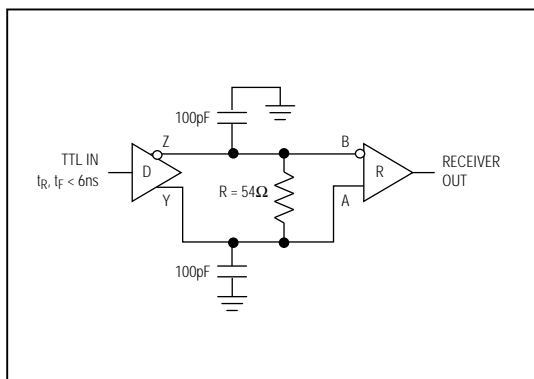 100pF
Z
B
TTL IN
t_R, t_F < 6ns
D
R = 54Ω
R
RECEIVER
OUT
Y
A
100pF